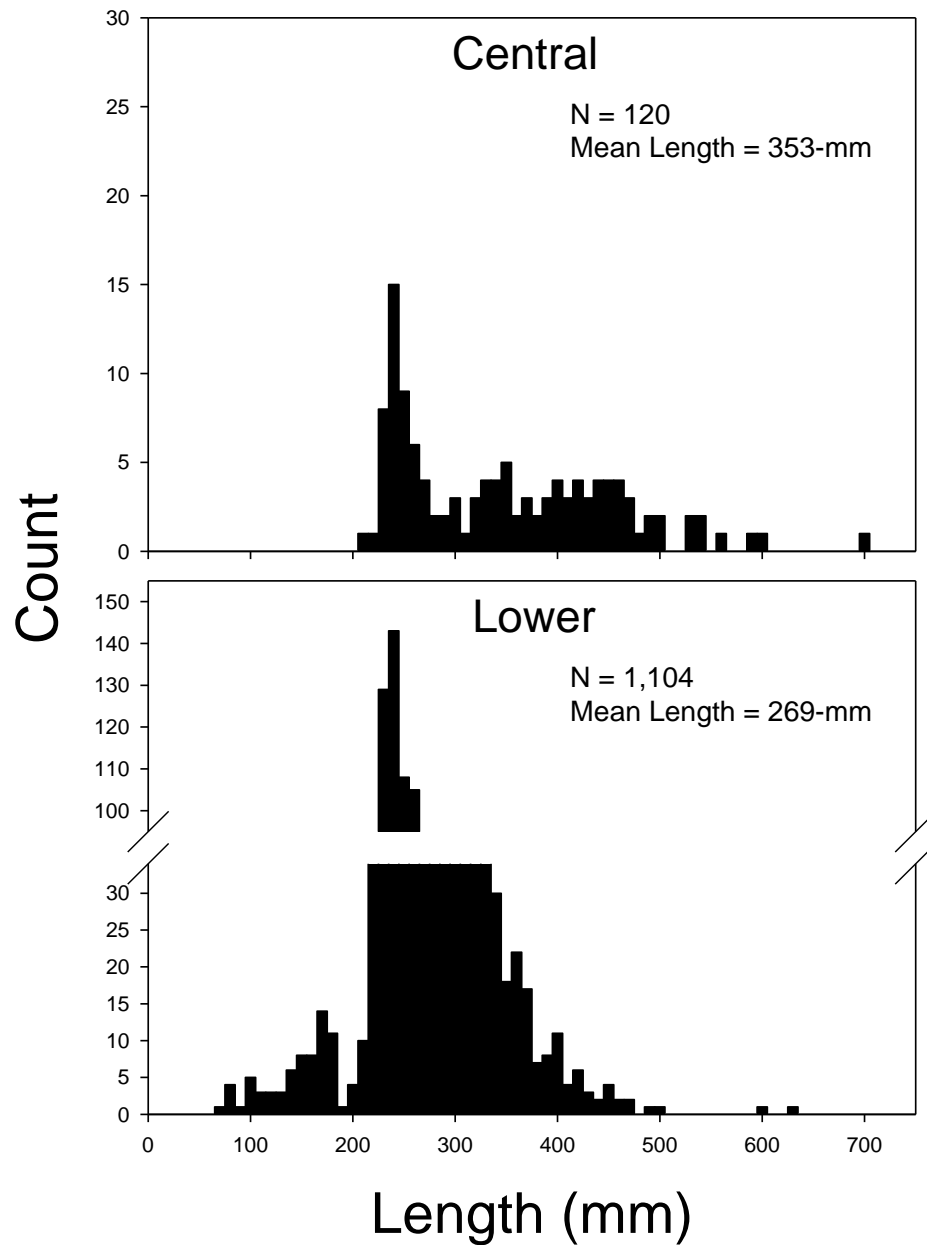 Central
N = 120
Mean Length = 353-mm
30
25
20
15
10
5
0
Count
Lower
N = 1,104
Mean Length = 269-mm
150
140
130
120
110
100
30
25
20
15
10
5
0
0 100 200 300 400 500 600 700
Length (mm)